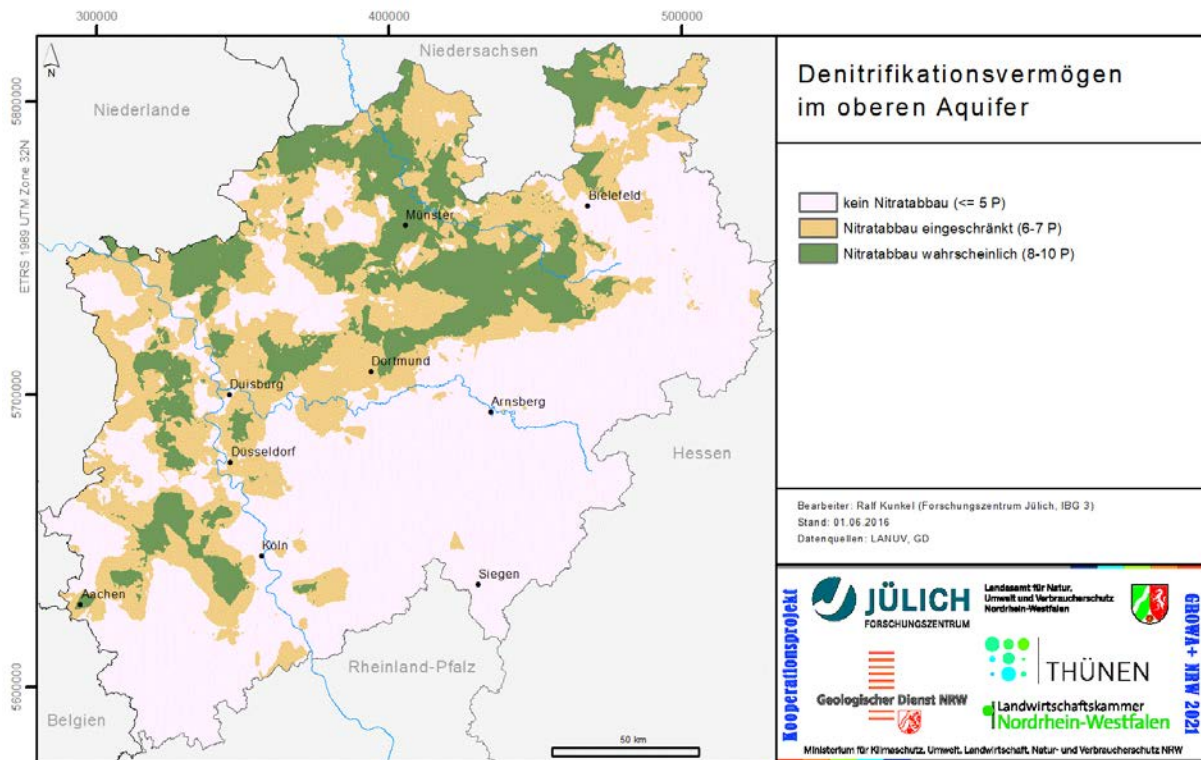 300000
400000
500000
N
Niedersachsen
Niederlande
5800000
ETRS 1989 UTM Zone 32N
Bielefeld
Münster
Dortmund
Duisburg
5700000
Arnsberg
Düsseldorf
Hessen
Köln
Siegen
Aachen
Rheinland-Pfalz
5600000
Belgien
50 km
Denitrifikationsvermögen
im oberen Aquifer
kein Nitratabbau (<= 5 P)
Nitratabbau eingeschränkt (6-7 P)
Nitratabbau wahrscheinlich (8-10 P)
Bearbeiter: Ralf Kunkel (Forschungszentrum Jülich, IBG 3)
Stand: 01.06.2016
Datenquellen: LANUV, GD
Kooperationsprojekt
JÜLICH
FORSCHUNGSZENTRUM
Landesamt für Natur,
Umwelt und Verbraucherschutz
Nordrhein-Westfalen
Geologischer Dienst NRW
THÜNEN
Landwirtschaftskammer
Nordrhein-Westfalen
GROWA+ NRW 2021
Ministerium für Klimaschutz, Umwelt, Landwirtschaft, Natur- und Verbraucherschutz NRW